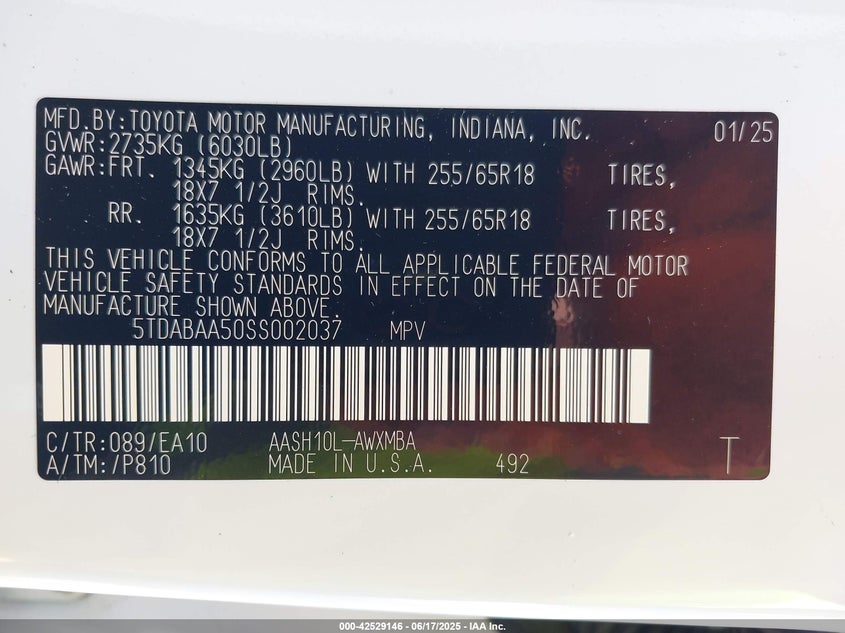 MFD.BY:TOYOTA MOTOR MANUFACTURING, INDIANA, INC. 01/25
GVWR:2735KG (6030LB)
GAWR:FRT. 1345KG (2960LB) WITH 255/65R18 TIRES,
18X7 1/2J RIMS.
RR. 1635KG (3610LB) WITH 255/65R18 TIRES,
18X7 1/2J RIMS.
THIS VEHICLE CONFORMS TO ALL APPLICABLE FEDERAL MOTOR
VEHICLE SAFETY STANDARDS IN EFFECT ON THE DATE OF
MANUFACTURE SHOWN ABOVE.
5TDABAA50SS002037 MPV
C/TR:089/EA10 AASH10L-AWXMBA
A/TM:/P810 MADE IN U.S.A. 492 T
000-42529146 - 06/17/2025 - IAA Inc.